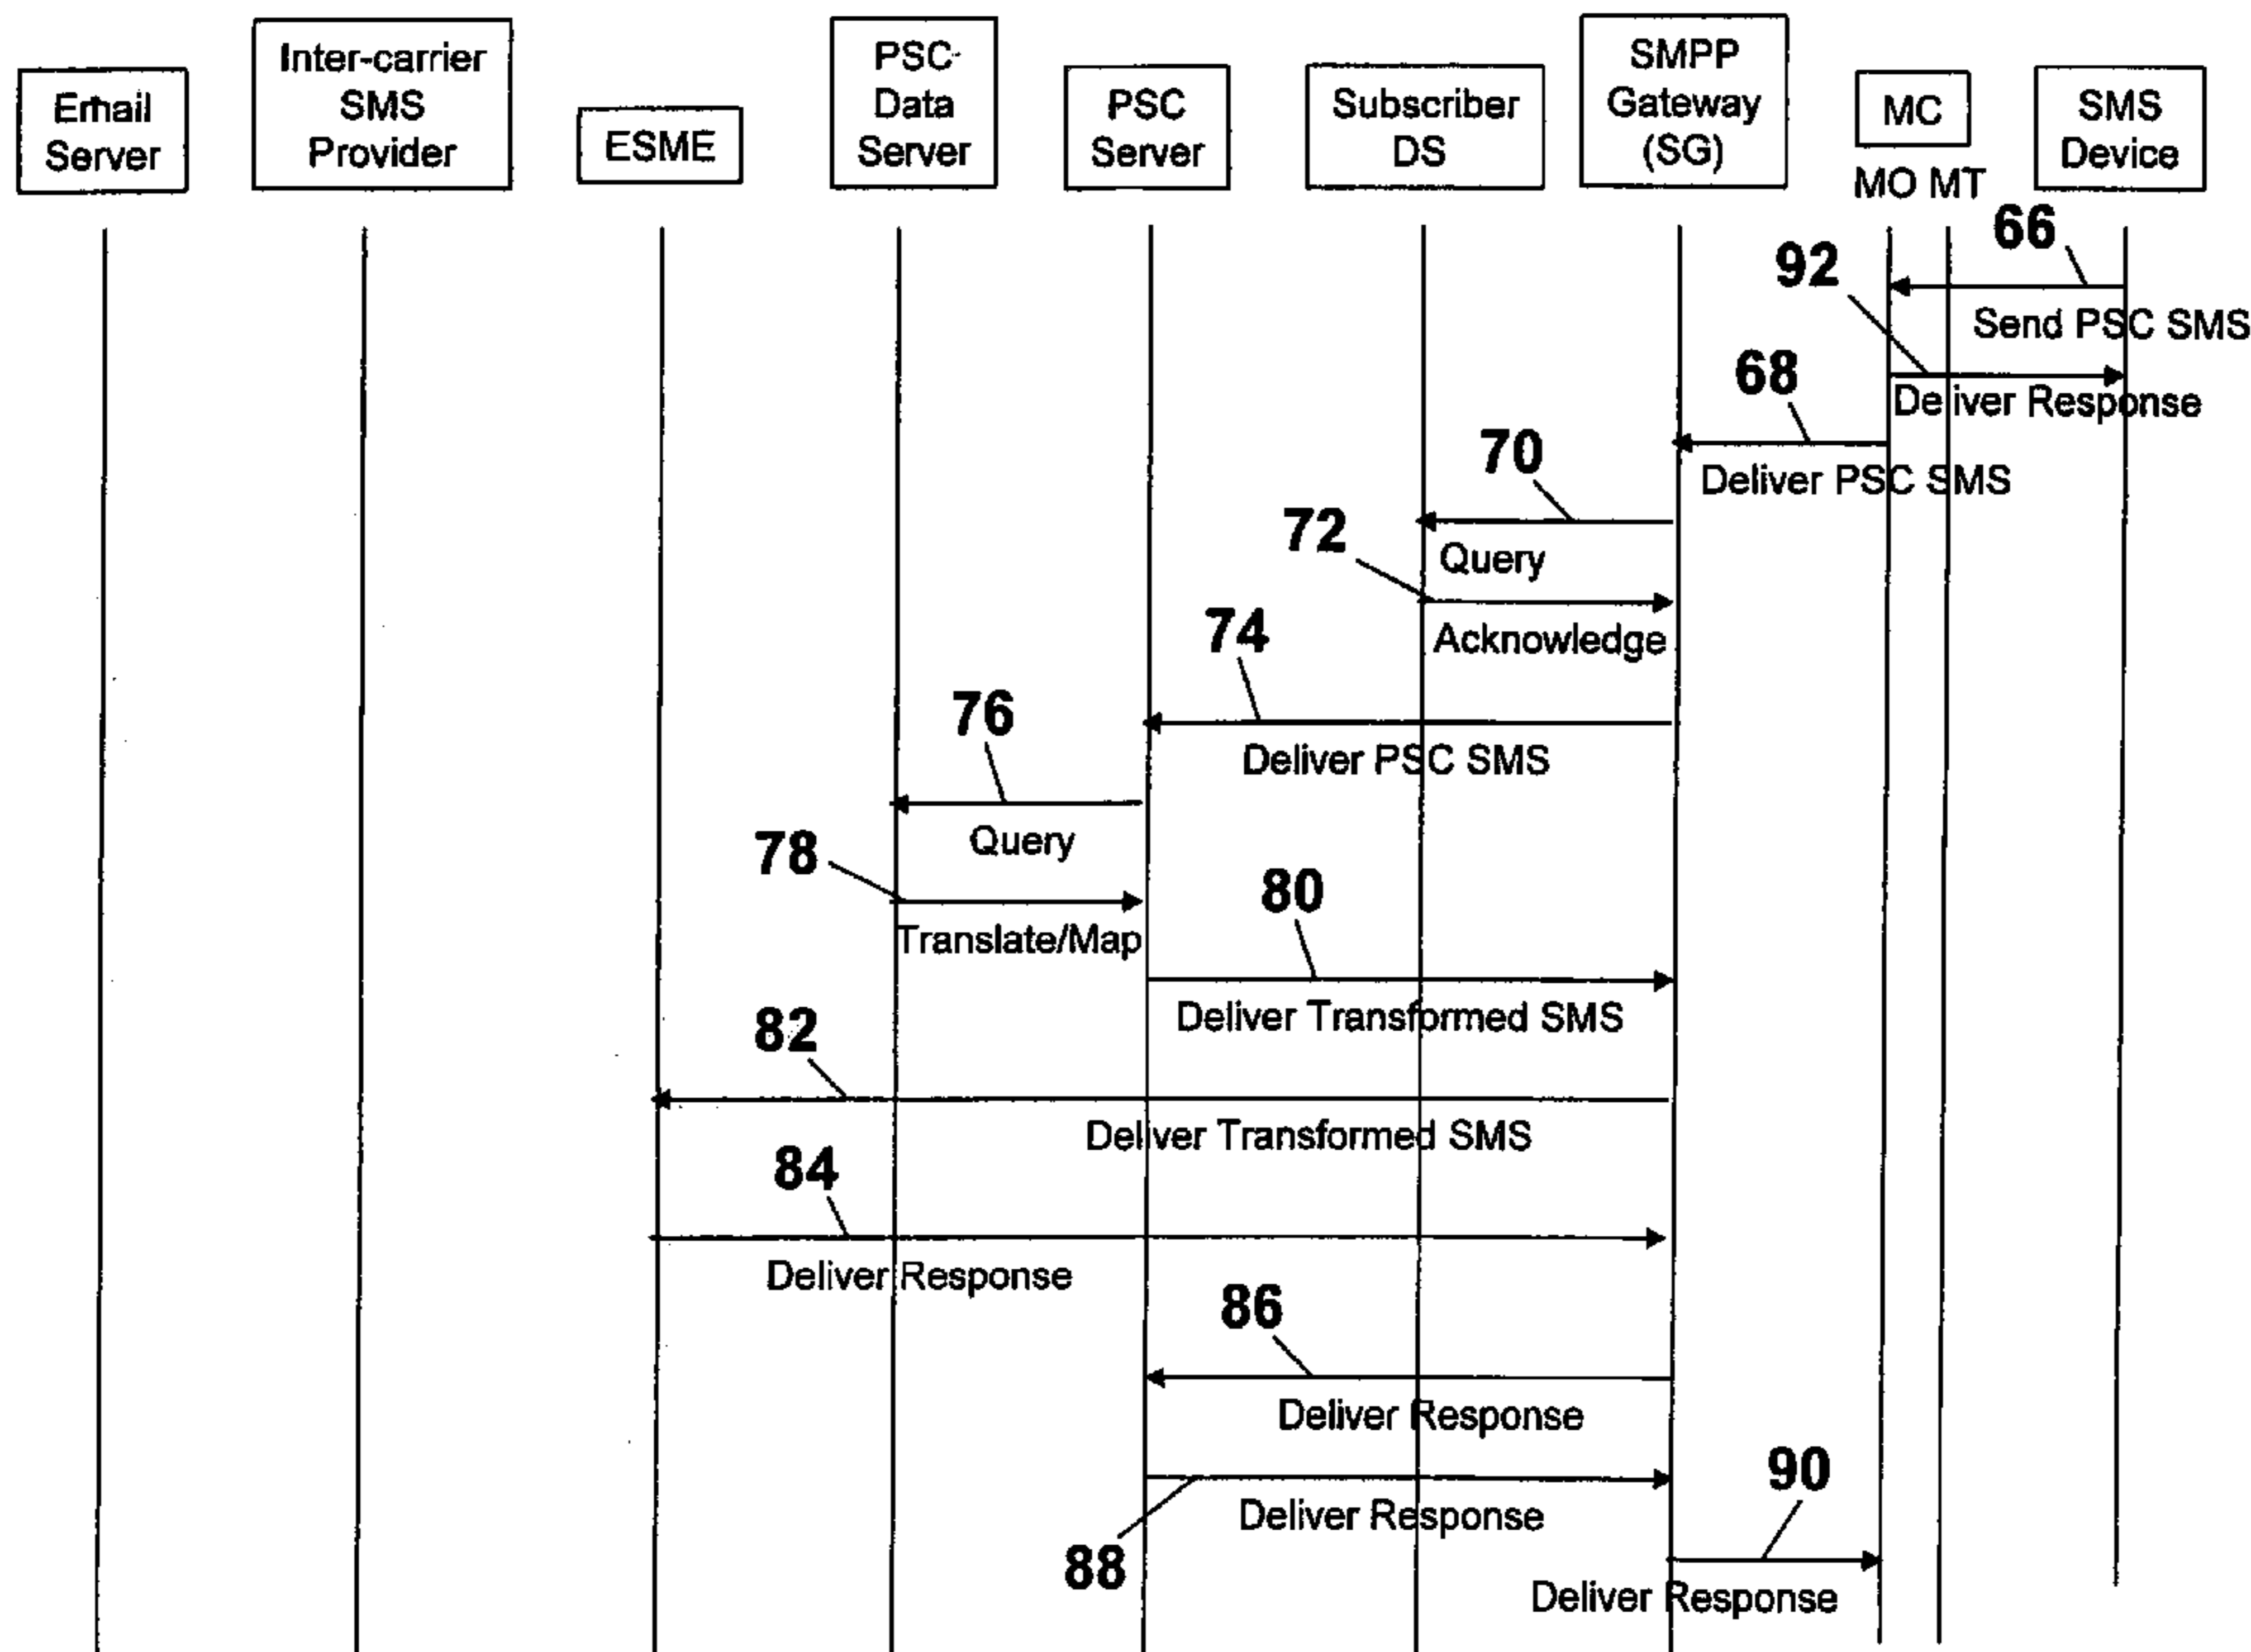 Email
Server
Inter-carrier
SMS
Provider
ESME
PSC-
Data
Server
PSC
Server
Subscriber
DS
SMPP
Gateway
(SG)
MC
MO MT
SMS
Device
66
92
Send PSC SMS
68
Deliver Response
70
Deliver PSC SMS
72
Query
74
Acknowledge
76
Deliver PSC SMS
78
Query
80
Translate/Map
82
Deliver Transformed SMS
84
Deliver Transformed SMS
86
Deliver Response
Deliver Response
90
88
Deliver Response
Deliver Response